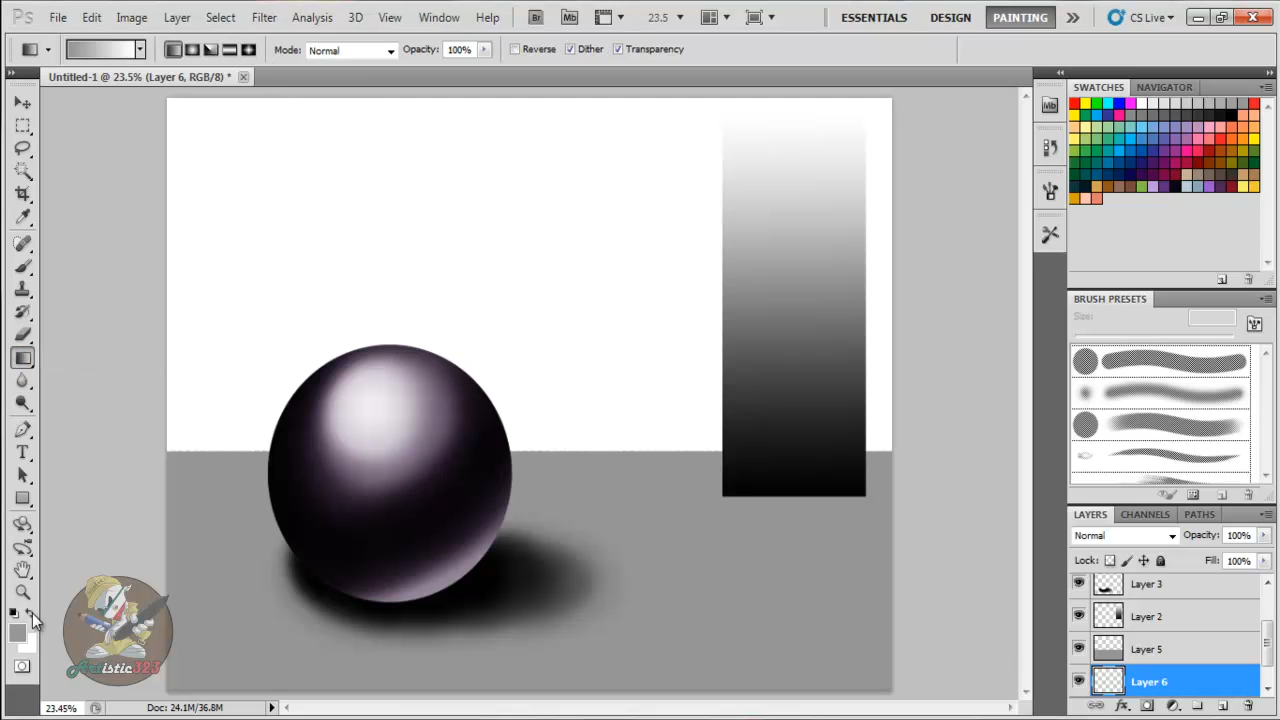 Ps File Edit Image Layer Select Filter Analysis 3D View Window Help Br Mb 23.5 ESSENTIALS DESIGN PAINTING CS Live
Mode: Normal Opacity: 100% Reverse Dither Transparency
Untitled-1 @ 23.5% (Layer 6, RGB/8) *
SWATCHES NAVIGATOR
Mb
BRUSH PRESETS
Size:
T
LAYERS CHANNELS PATHS
Normal Opacity: 100%
Lock: Fill: 100%
Layer 3
Layer 2
Layer 5
Layer 6
Artistic323
23.45% Doc: 24.1M/36.8M